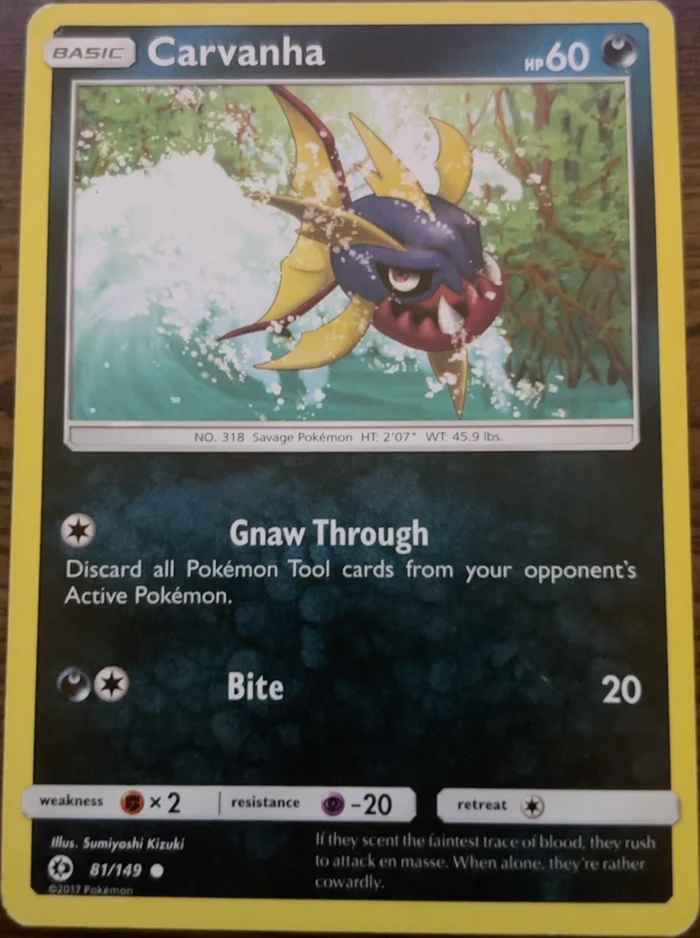 BASIC Carvanha HP60
NO. 318 Savage Pokémon HT: 2'07" WT: 45.9 lbs.
Gnaw Through
Discard all Pokémon Tool cards from your opponent's
Active Pokémon.
Bite 20
weakness ×2 resistance -20 retreat
Illus. Sumiyoshi Kizuki
81/149
©2017 Pokémon
If they scent the faintest trace of blood, they rush
to attack en masse. When alone, they're rather
cowardly.